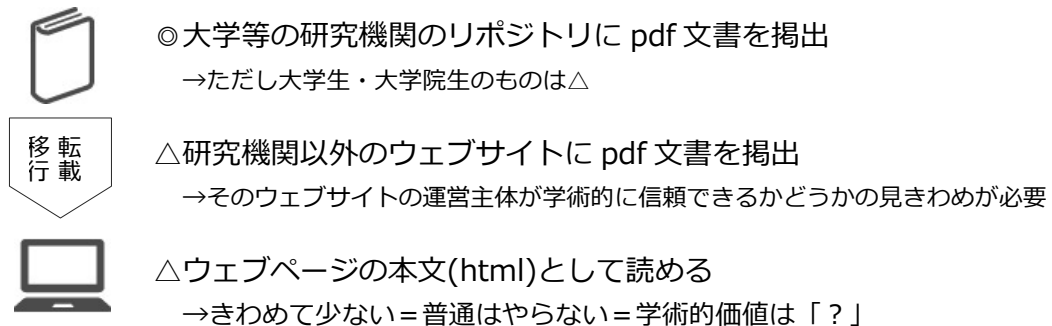 ◎大学等の研究機関のリポジトリに pdf 文書を掲出
→ただし大学生・大学院生のものは△
転載
移行
△研究機関以外のウェブサイトに pdf 文書を掲出
→そのウェブサイトの運営主体が学術的に信頼できるかどうかの見きわめが必要
△ウェブページの本文(html)として読める
→きわめて少ない＝普通はやらない＝学術的価値は「？」